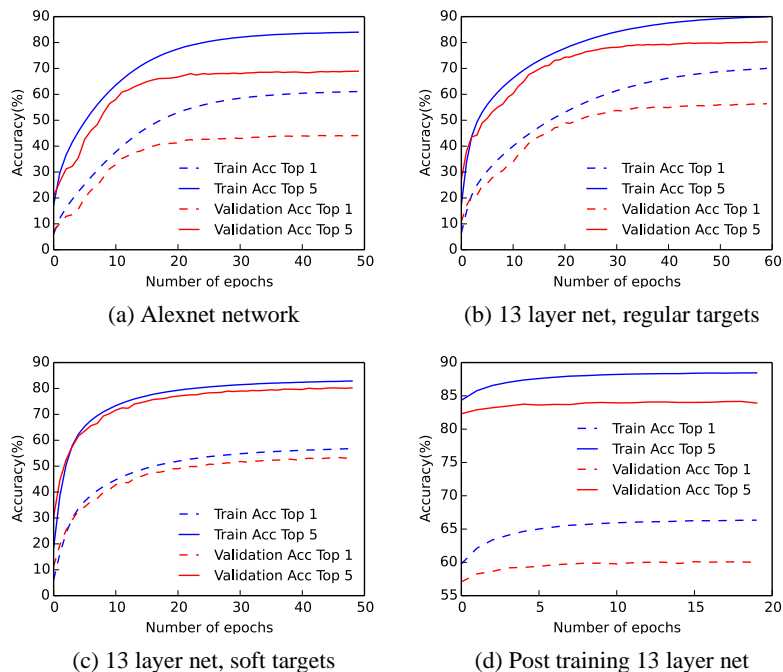 90
80
70
60
50
40
30
20
10
0
Accuracy(%)
Train Acc Top 1
Train Acc Top 5
Validation Acc Top 1
Validation Acc Top 5
0 10 20 30 40 50
Number of epochs
(a) Alexnet network
90
80
70
60
50
40
30
20
10
0
Accuracy(%)
Train Acc Top 1
Train Acc Top 5
Validation Acc Top 1
Validation Acc Top 5
0 10 20 30 40 50 60
Number of epochs
(b) 13 layer net, regular targets
90
80
70
60
50
40
30
20
10
0
Accuracy(%)
Train Acc Top 1
Train Acc Top 5
Validation Acc Top 1
Validation Acc Top 5
0 10 20 30 40 50
Number of epochs
(c) 13 layer net, soft targets
90
85
80
75
70
65
60
55
Accuracy(%)
Train Acc Top 1
Train Acc Top 5
Validation Acc Top 1
Validation Acc Top 5
0 5 10 15 20
Number of epochs
(d) Post training 13 layer net